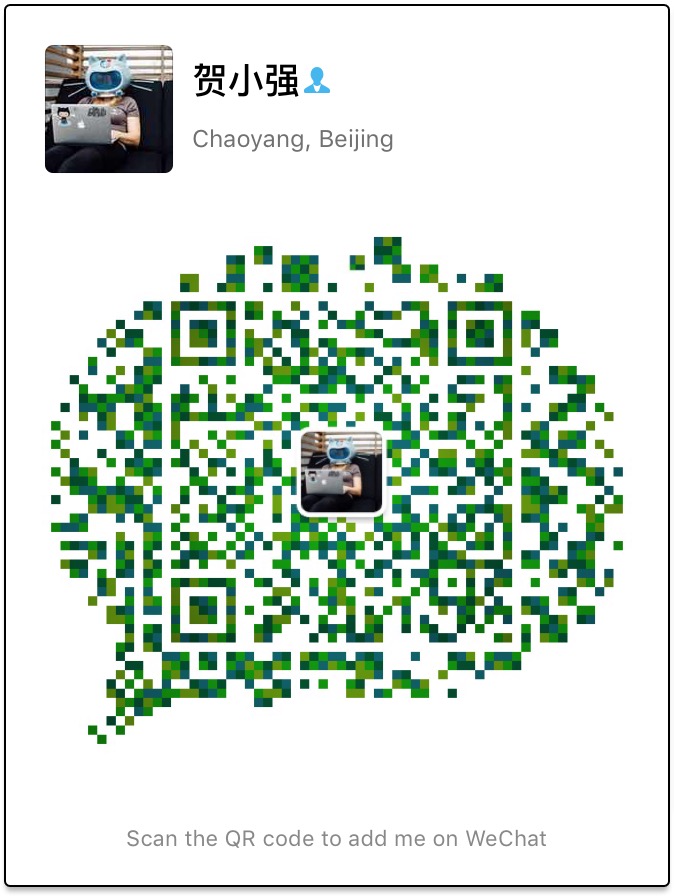 贺小强👤
Chaoyang, Beijing
Scan the QR code to add me on WeChat